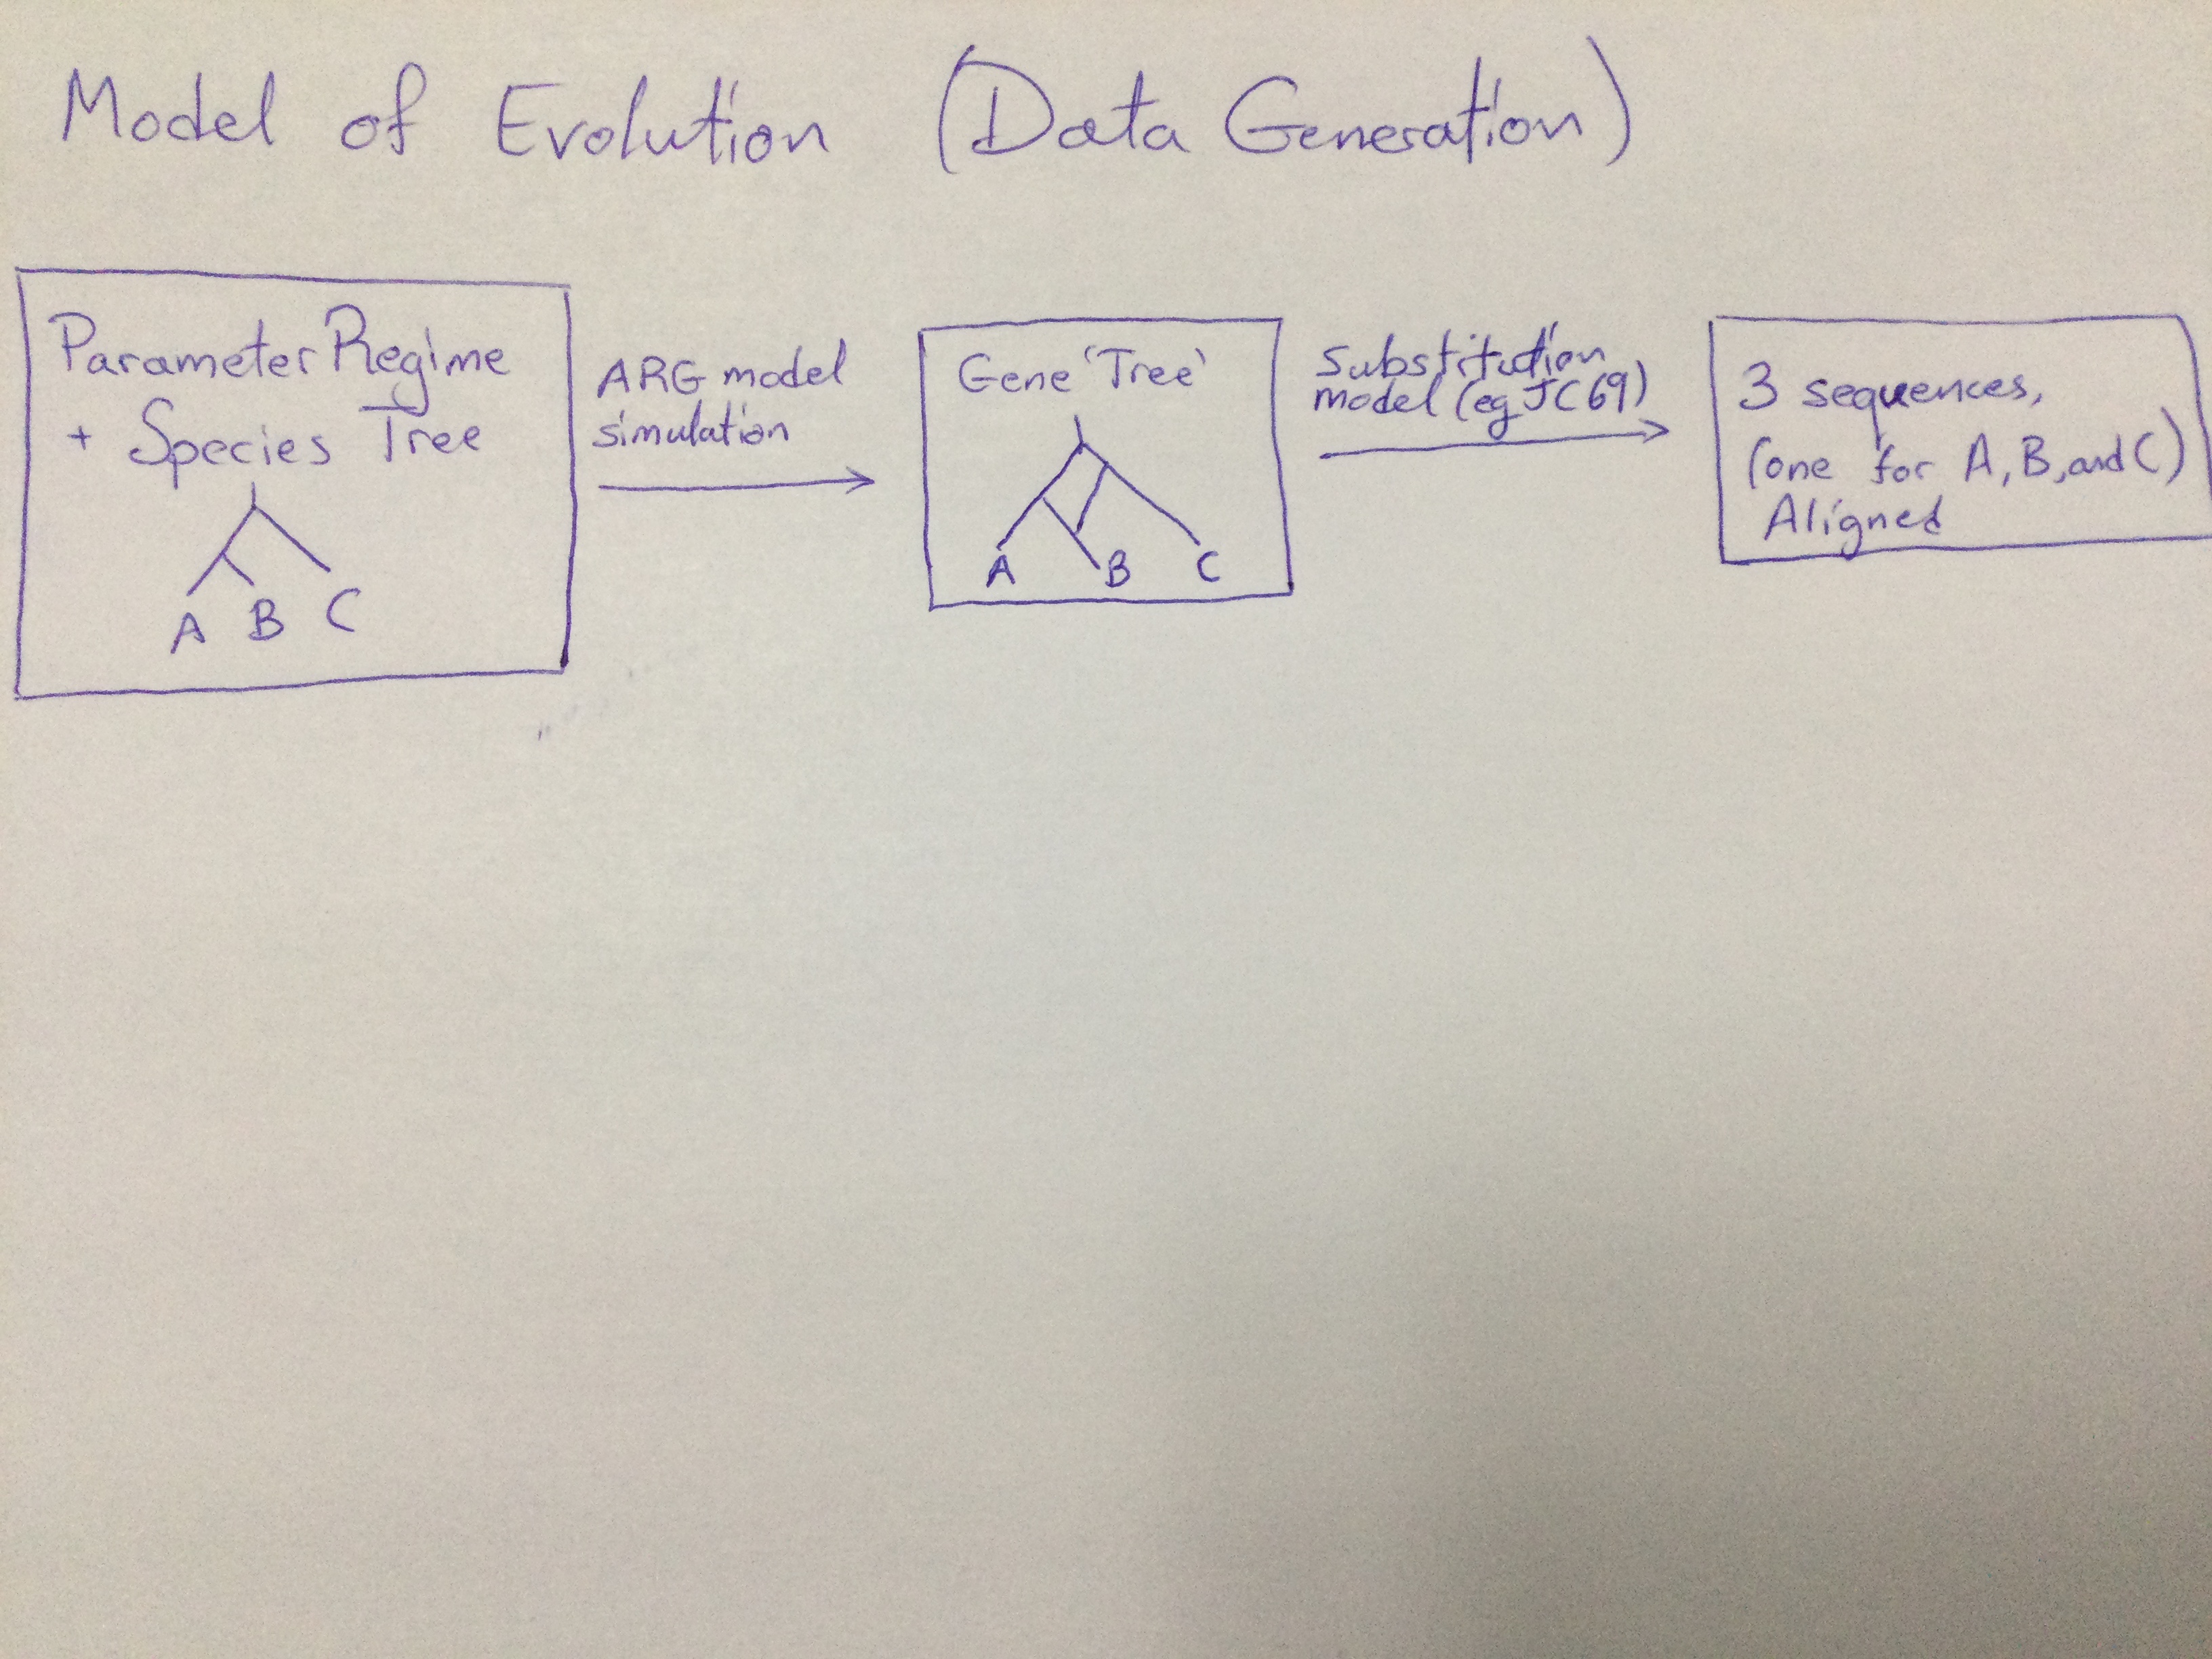 Model of Evolution (Data Generation)
Parameter Regime
+ Species Tree
A B C
ARG model
simulation
Gene 'Tree'
A B C
Substitution
model (eg JC69)
3 sequences,
(one for A, B, and C)
Aligned